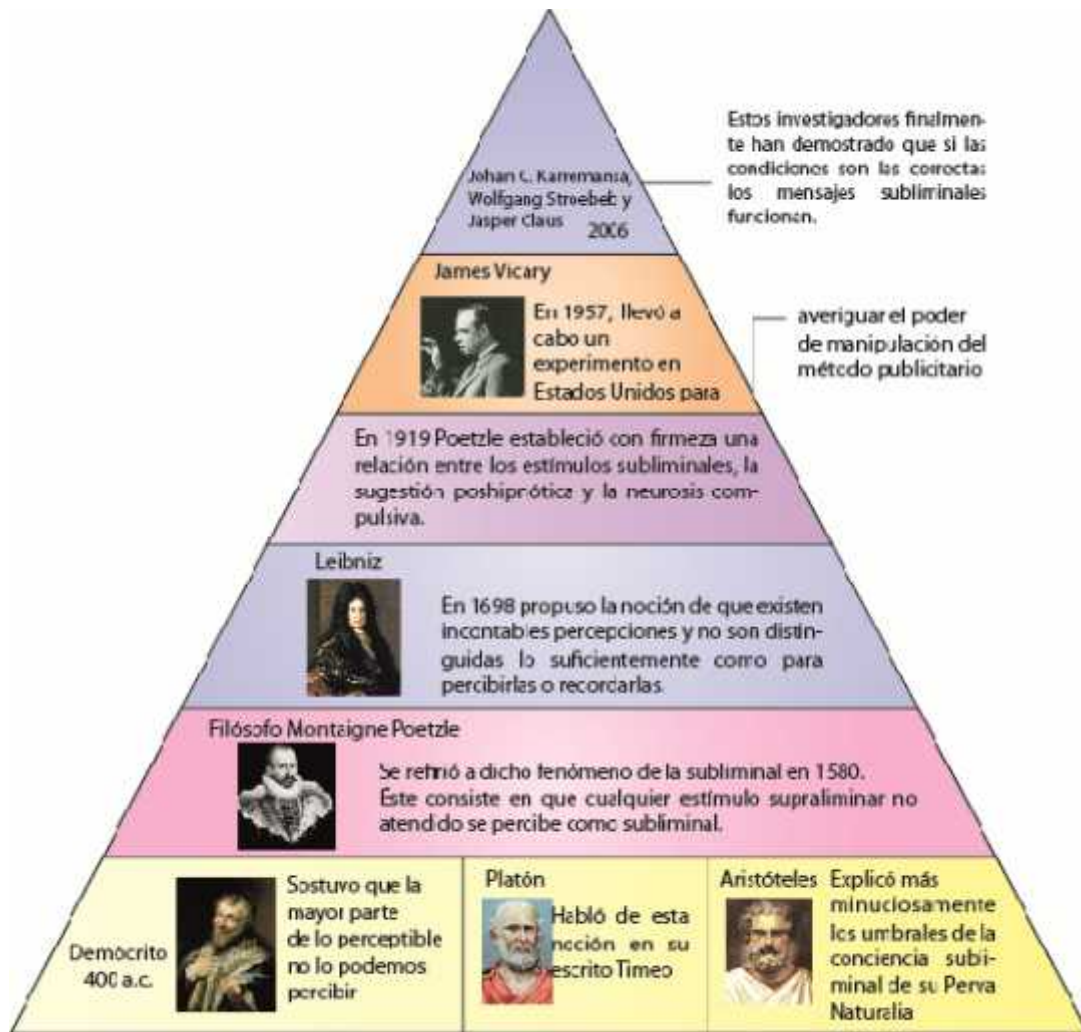 Estos investigadores finalmen-
te han demostrado que si las
condiciones son las correctas
los mensajes subliminales
funcionan.
Johan C. Karremansa,
Wolfgang Stroebeb y
Jasper Claus
2006
James Vicary
En 1957, llevó a
cabo un
experimento en
Estados Unidos para
averiguar el poder
de manipulación del
método publicitario
En 1919 Poetzle estableció con firmeza una
relación entre los estímulos subliminales, la
sugestión poshipnótica y la neurosis com-
pulsiva.
Leibniz
En 1698 propuso la noción de que existen
incontables percepciones y no son distin-
guidas lo suficientemente como para
percibirlas o recordarlas.
Filósofo Montaigne Poetzle
Se refirió a dicho fenómeno de la subliminal en 1580.
Este consiste en que cualquier estímulo supraliminar no
atendido se percibe como subliminal.
Demócrito
400 a.c.
Sostuvo que la
mayor parte
de lo perceptible
no lo podemos
percibir
Platón
Habló de esta
noción en su
escrito Timeo
Aristóteles
Explicó más
minuciosamente
los umbrales de la
conciencia subli-
minal de su Perva
Naturalia